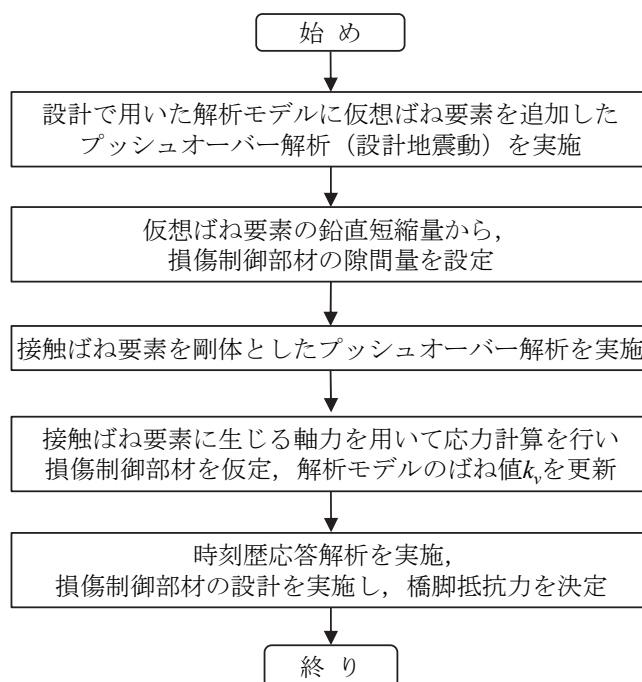 始 め
設計で用いた解析モデルに仮想ばね要素を追加した
プッシュオーバー解析（設計地震動）を実施
仮想ばね要素の鉛直短縮量から，
損傷制御部材の隙間量を設定
接触ばね要素を剛体としたプッシュオーバー解析を実施
接触ばね要素に生じる軸力を用いて応力計算を行い
損傷制御部材を仮定，解析モデルのばね値kvを更新
時刻歴応答解析を実施，
損傷制御部材の設計を実施し，橋脚抵抗力を決定
終 り